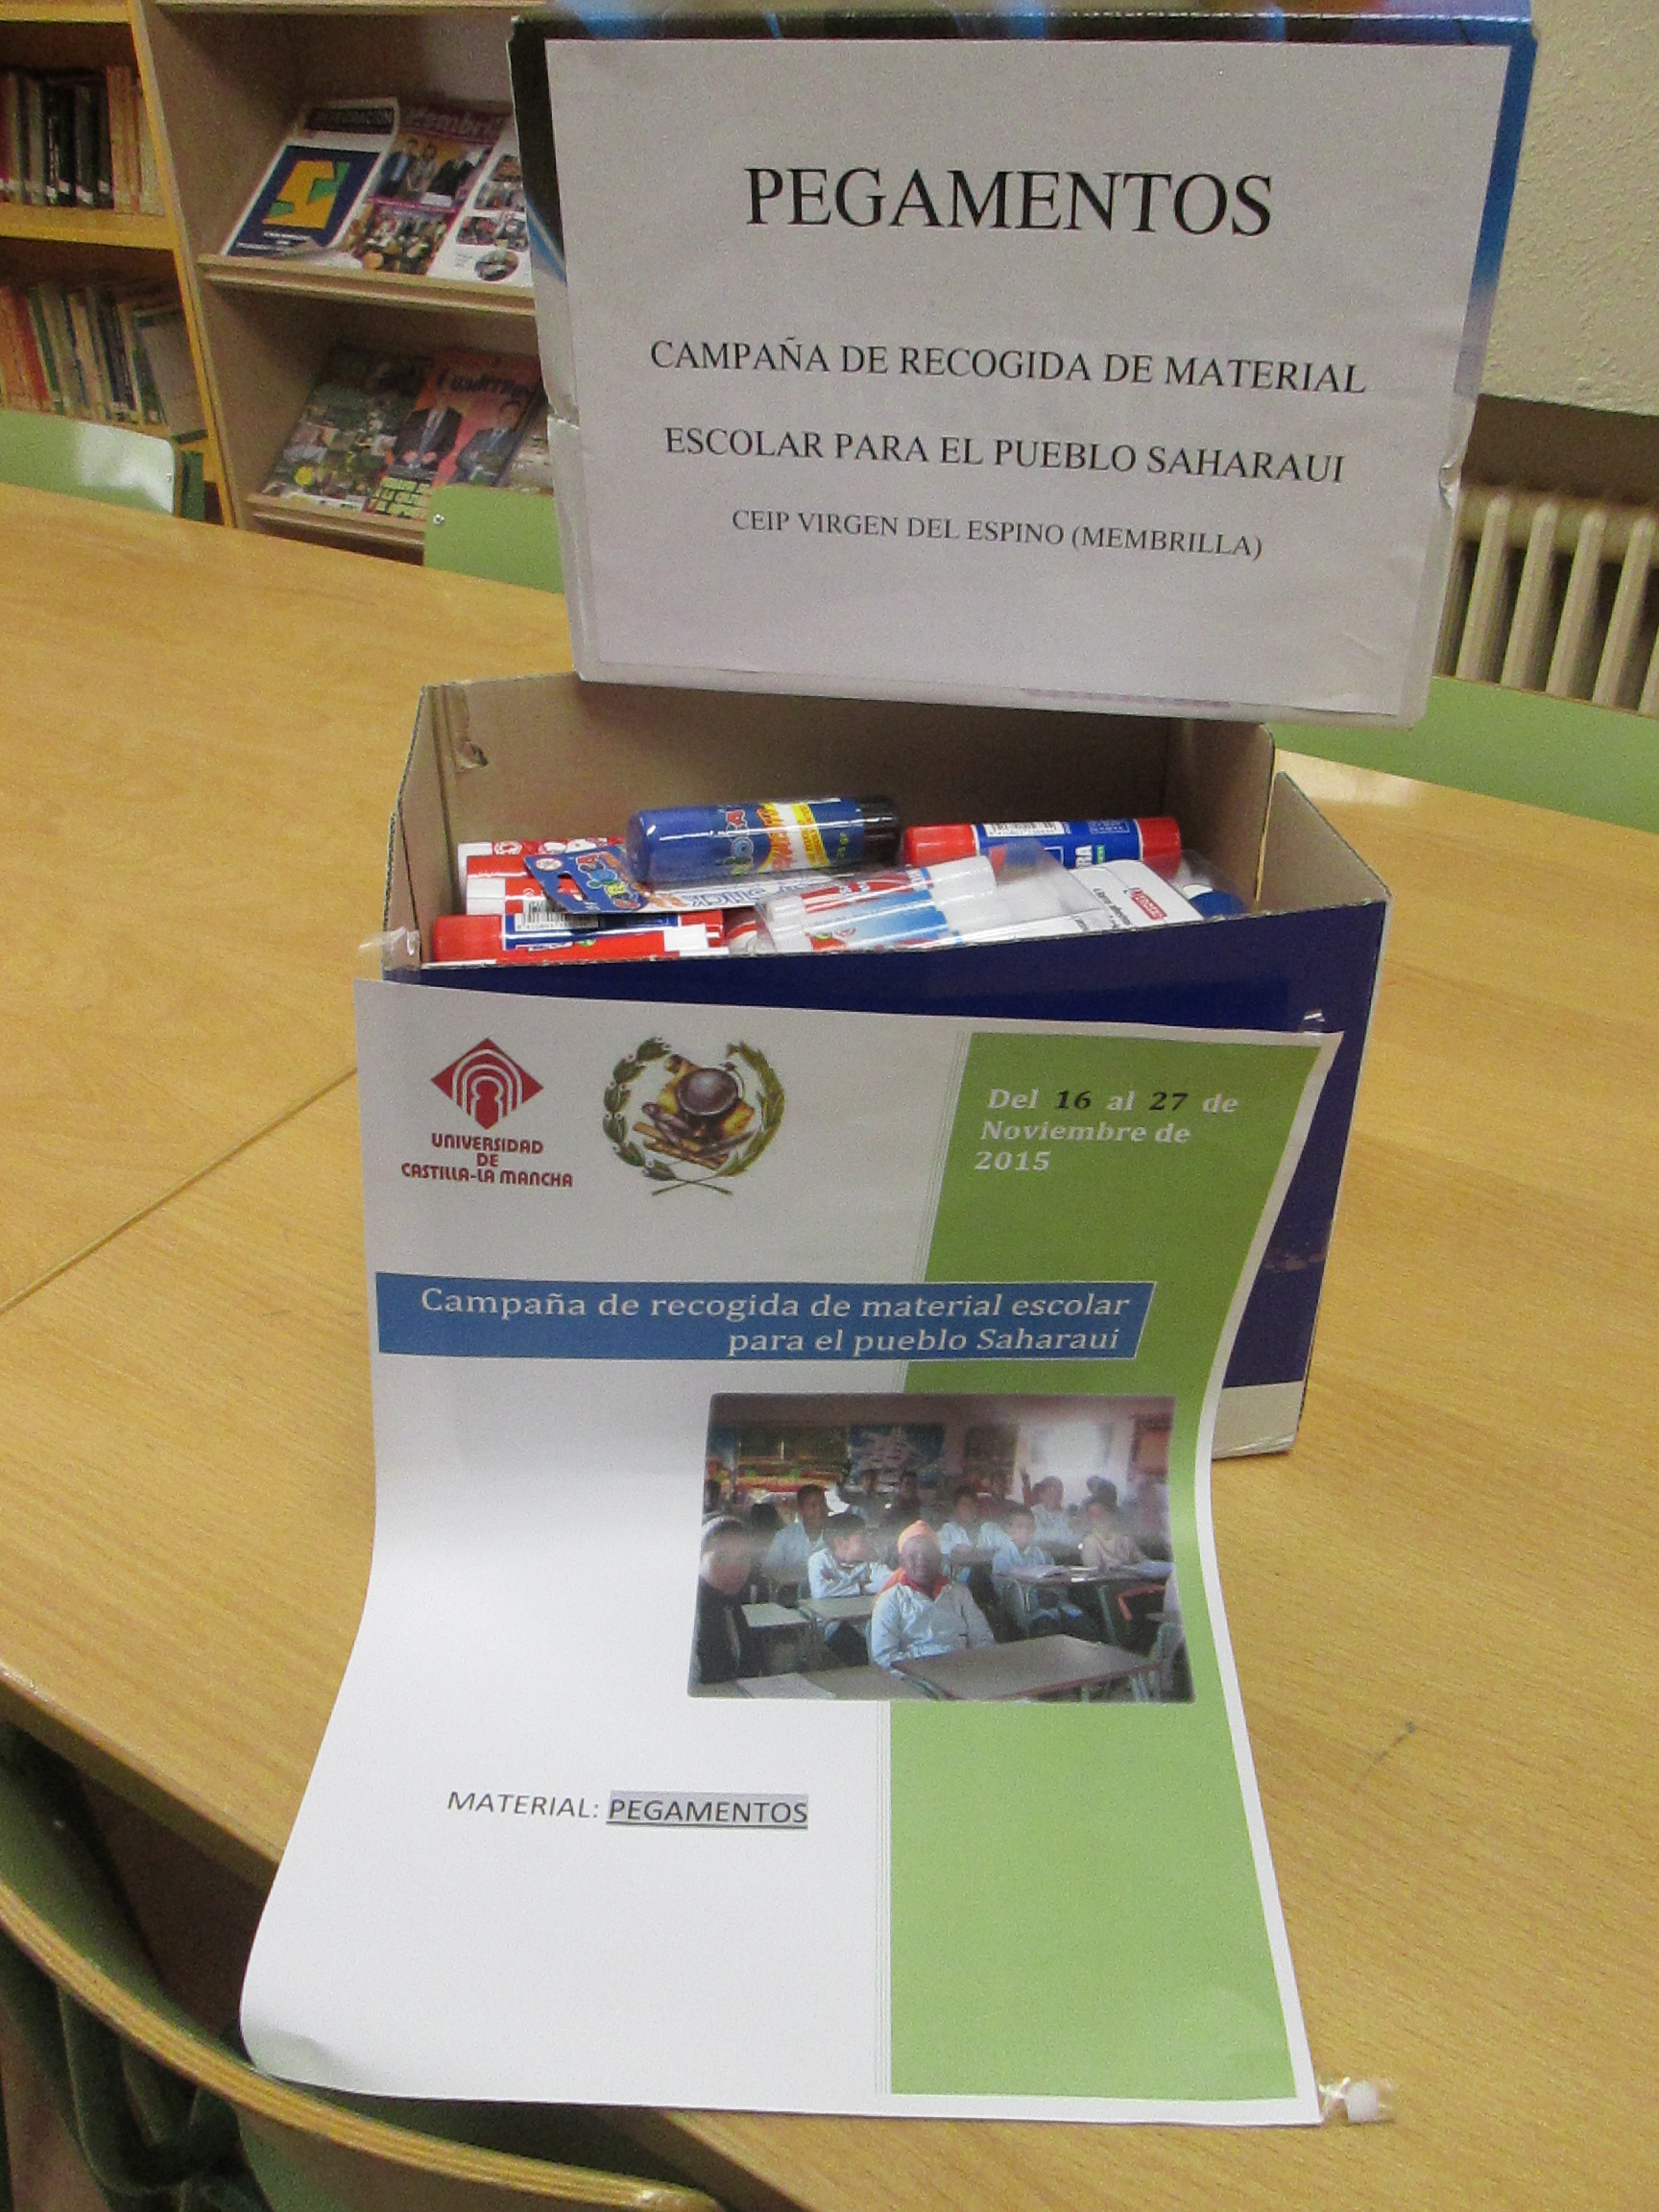 PEGAMENTOS
CAMPAÑA DE RECOGIDA DE MATERIAL
ESCOLAR PARA EL PUEBLO SAHARAUI
CEIP VIRGEN DEL ESPINO (MEMBRILLA)
UNIVERSIDAD
DE
CASTILLA-LA MANCHA
Del 16 al 27 de
Noviembre de
2015
Campaña de recogida de material escolar
para el pueblo Saharaui
MATERIAL: PEGAMENTOS